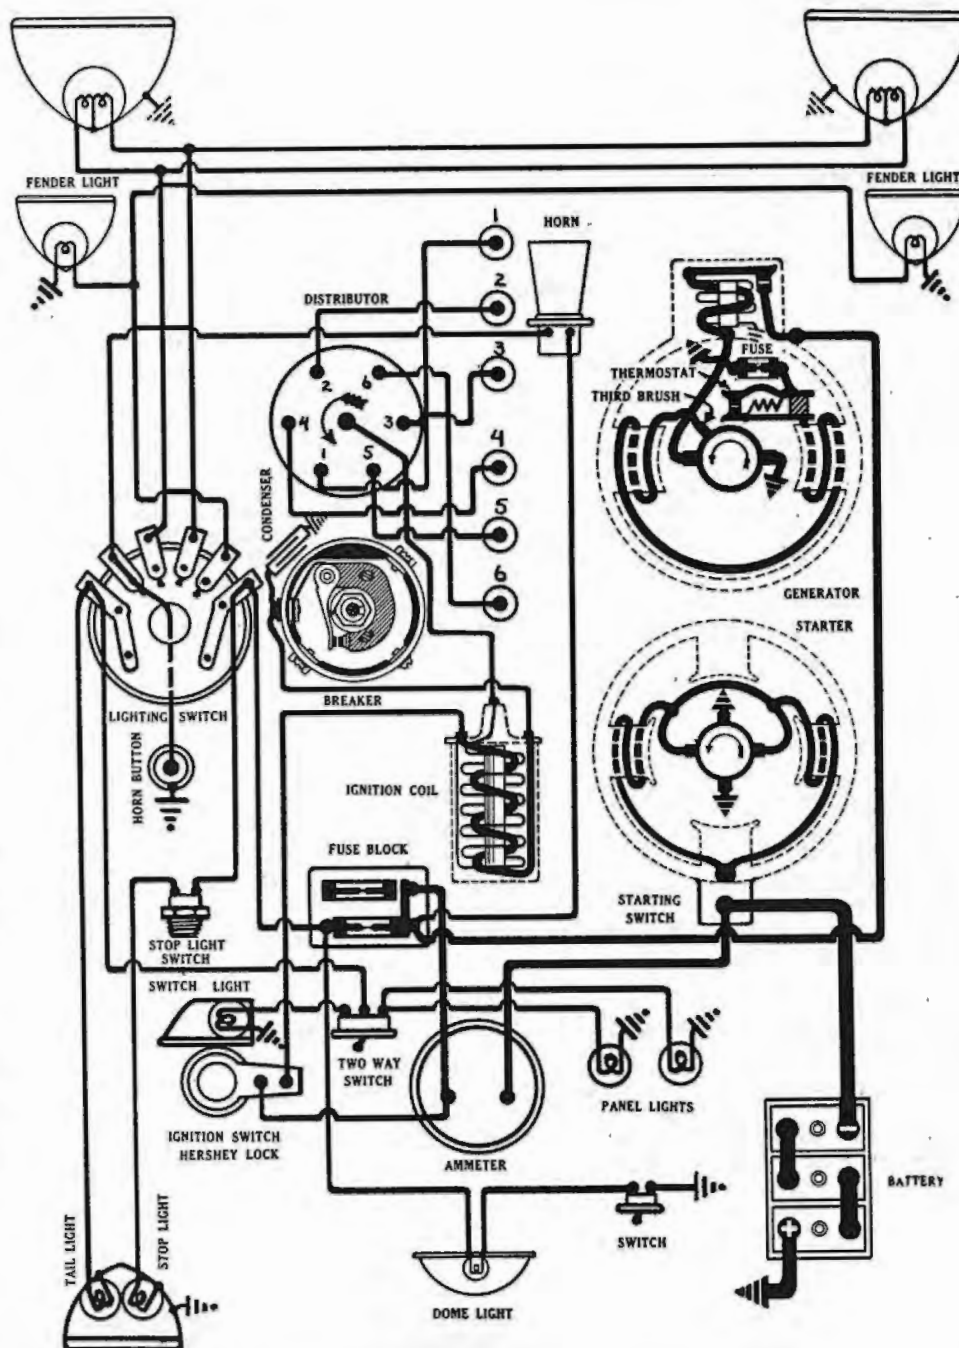 FENDER LIGHT
FENDER LIGHT
1
HORN
2
DISTRIBUTOR
3
FUSE
THERMOSTAT
THIRD BRUSH
2
6
4
3
1
5
4
CONDENSER
5
6
GENERATOR
STARTER
BREAKER
LIGHTING SWITCH
HORN BUTTON
IGNITION COIL
FUSE BLOCK
STARTING
SWITCH
STOP LIGHT
SWITCH
SWITCH LIGHT
TWO WAY
SWITCH
PANEL LIGHTS
IGNITION SWITCH
HERSHEY LOCK
AMMETER
BATTERY
TAIL LIGHT
STOP LIGHT
SWITCH
DOME LIGHT